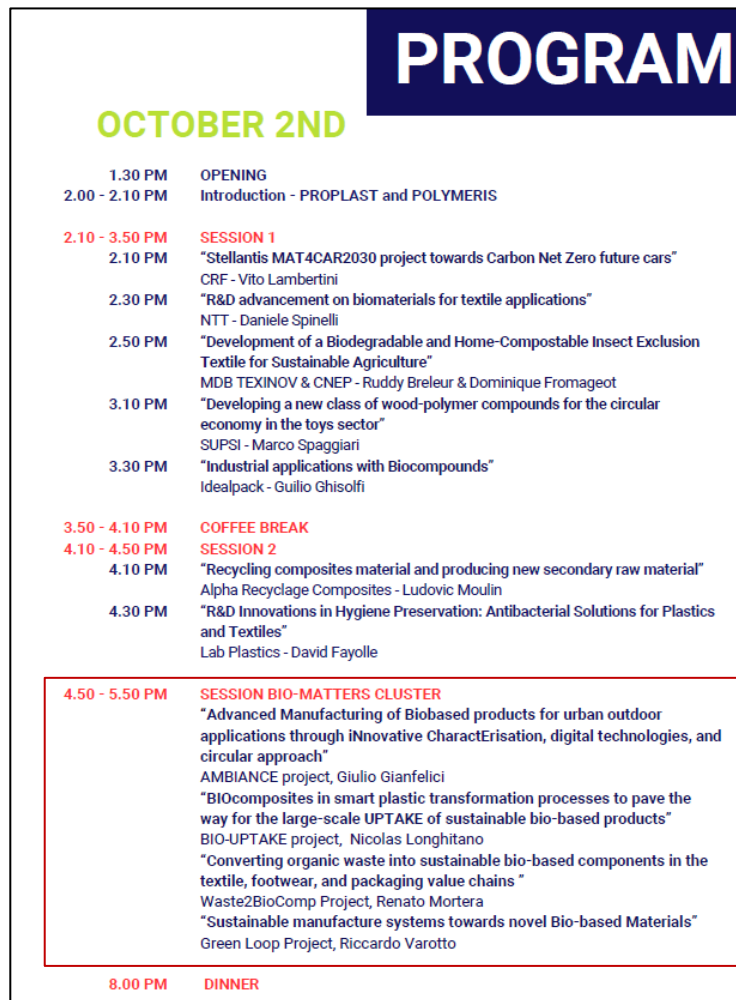 PROGRAM
OCTOBER 2ND
1.30 PM OPENING
2.00 - 2.10 PM Introduction - PROPLAST and POLYMERIS
2.10 - 3.50 PM SESSION 1
2.10 PM “Stellantis MAT4CAR2030 project towards Carbon Net Zero future cars”
CRF - Vito Lambertini
2.30 PM “R&D advancement on biomaterials for textile applications”
NTT - Daniele Spinelli
2.50 PM “Development of a Biodegradable and Home-Compostable Insect Exclusion
Textile for Sustainable Agriculture”
MDB TEXINOV & CNEP - Ruddy Breleur & Dominique Fromageot
3.10 PM “Developing a new class of wood-polymer compounds for the circular
economy in the toys sector”
SUPSI - Marco Spaggiari
3.30 PM “Industrial applications with Biocompounds”
Idealpack - Guilio Ghisolfi
3.50 - 4.10 PM COFFEE BREAK
4.10 - 4.50 PM SESSION 2
4.10 PM “Recycling composites material and producing new secondary raw material”
Alpha Recyclage Composites - Ludovic Moulin
4.30 PM “R&D Innovations in Hygiene Preservation: Antibacterial Solutions for Plastics
and Textiles”
Lab Plastics - David Fayolle
4.50 - 5.50 PM SESSION BIO-MATTERS CLUSTER
“Advanced Manufacturing of Biobased products for urban outdoor
applications through iNnovative CharactErisation, digital technologies, and
circular approach”
AMBIANCE project, Giulio Gianfelici
“BIOcomposites in smart plastic transformation processes to pave the
way for the large-scale UPTAKE of sustainable bio-based products”
BIO-UPTAKE project, Nicolas Longhitano
“Converting organic waste into sustainable bio-based components in the
textile, footwear, and packaging value chains ”
Waste2BioComp Project, Renato Mortera
“Sustainable manufacture systems towards novel Bio-based Materials”
Green Loop Project, Riccardo Varotto
8.00 PM DINNER